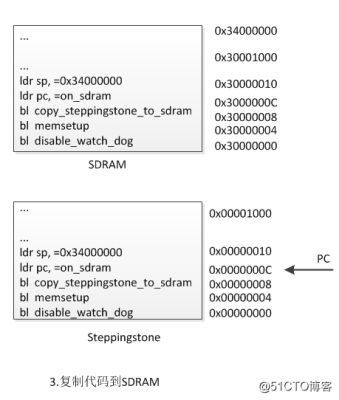 ...
0x34000000
...
0x30001000
ldr sp, =0x34000000
0x30000010
ldr pc, =on_sdram
0x3000000C
bl copy_steppingstone_to_sdram
0x30000008
bl memsetup
0x30000004
bl disable_watch_dog
0x30000000
SDRAM
...
0x00001000
...
ldr sp, =0x34000000
0x00000010
ldr pc, =on_sdram
0x0000000C
PC
bl copy_steppingstone_to_sdram
0x00000008
bl memsetup
0x00000004
bl disable_watch_dog
0x00000000
Steppingstone
3.复制代码到SDRAM
@51CTO博客